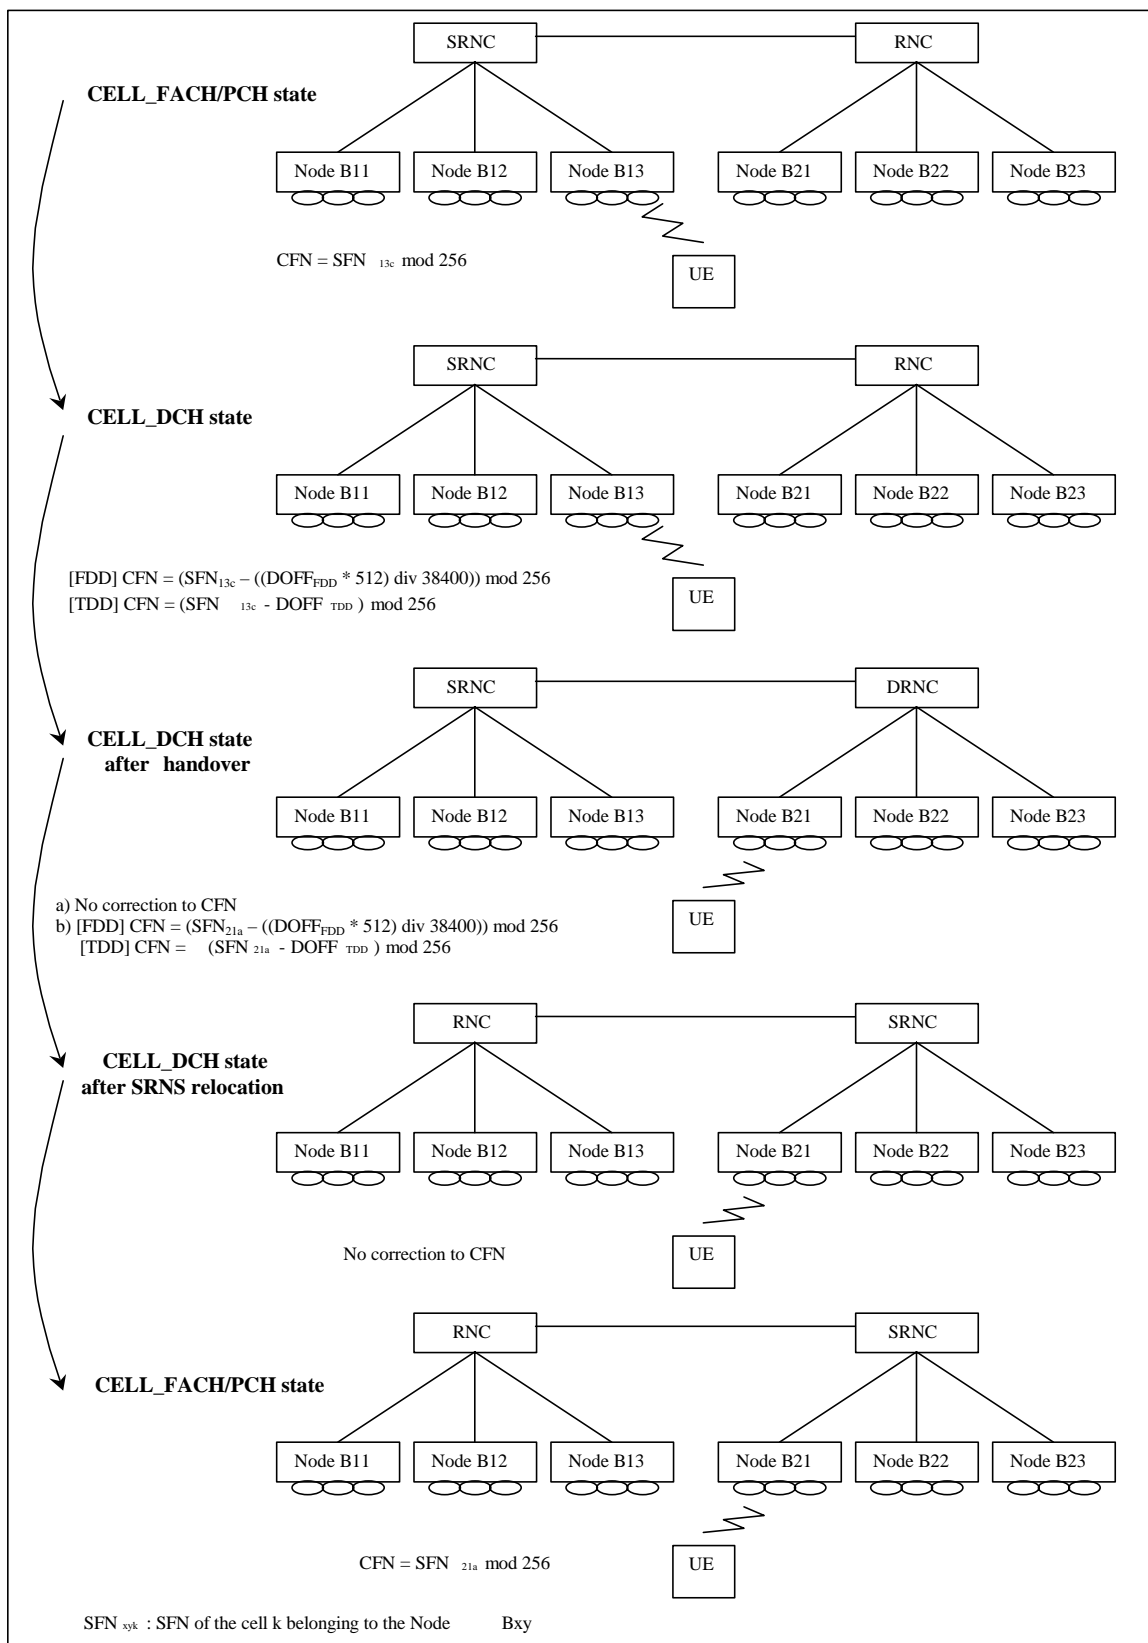 SRNC RNC
CELL_FACH/PCH state
Node B11 Node B12 Node B13 Node B21 Node B22 Node B23
CFN = SFN 13c mod 256
UE
SRNC RNC
CELL_DCH state
Node B11 Node B12 Node B13 Node B21 Node B22 Node B23
[FDD] CFN = (SFN13c – ((DOFFFDD * 512) div 38400)) mod 256
[TDD] CFN = (SFN 13c - DOFF TDD ) mod 256
UE
SRNC DRNC
CELL_DCH state
after handover
Node B11 Node B12 Node B13 Node B21 Node B22 Node B23
a) No correction to CFN
b) [FDD] CFN = (SFN21a – ((DOFFFDD * 512) div 38400)) mod 256
[TDD] CFN = (SFN 21a - DOFF TDD ) mod 256
UE
RNC SRNC
CELL_DCH state
after SRNS relocation
Node B11 Node B12 Node B13 Node B21 Node B22 Node B23
No correction to CFN
UE
RNC SRNC
CELL_FACH/PCH state
Node B11 Node B12 Node B13 Node B21 Node B22 Node B23
CFN = SFN 21a mod 256
UE
SFN xyk : SFN of the cell k belonging to the Node Bxy